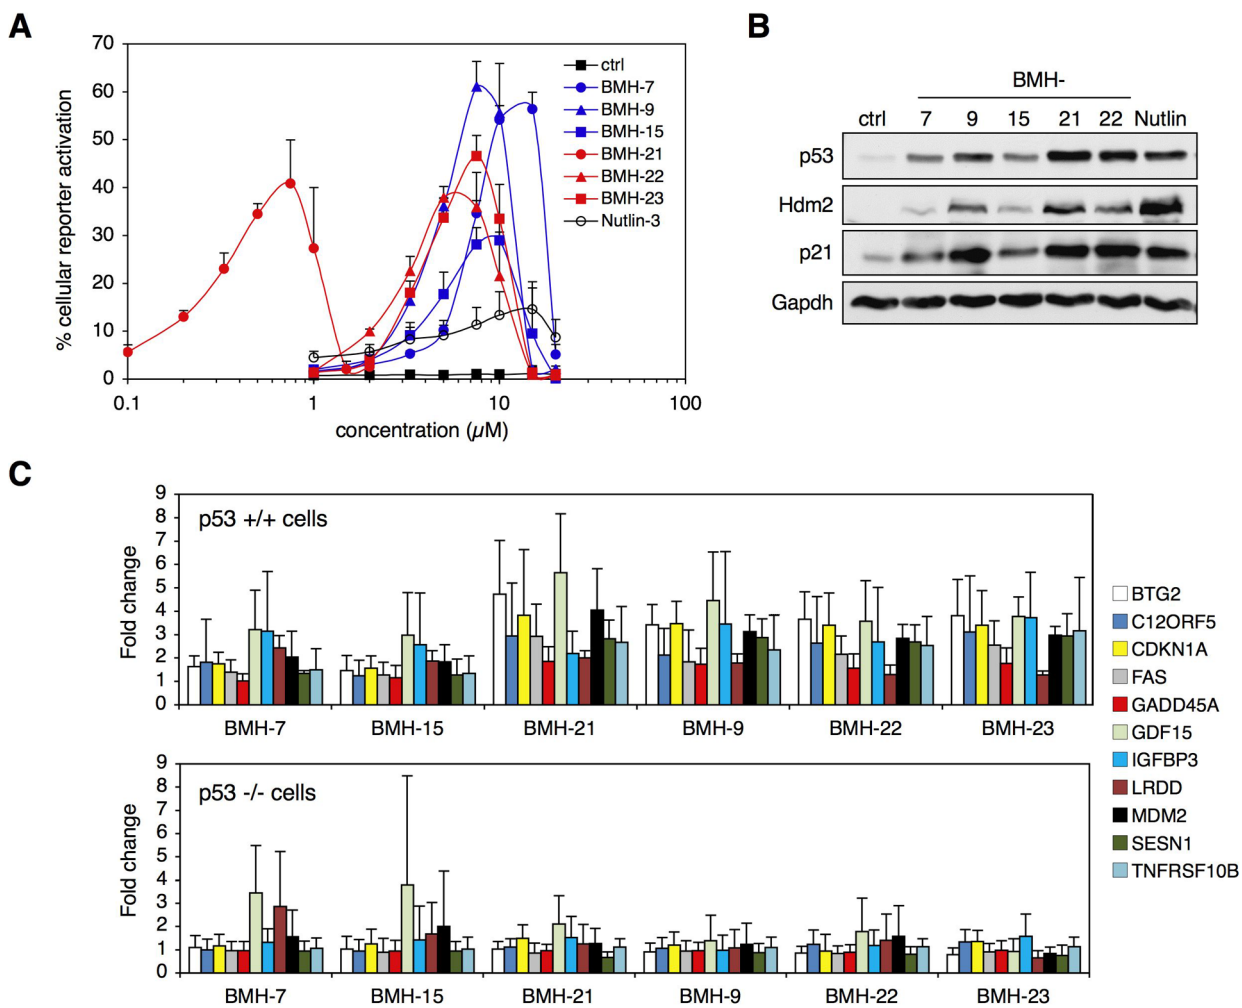 A
70
60
50
40
30
20
10
0
% cellular reporter activation
0.1
1
10
100
concentration (µM)
ctrl
BMH-7
BMH-9
BMH-15
BMH-21
BMH-22
BMH-23
Nutlin-3
B
BMH-
ctrl 7 9 15 21 22 Nutlin
p53
Hdm2
p21
Gapdh
C
9
8
7
6
5
4
3
2
1
0
Fold change
p53 +/+ cells
BMH-7 BMH-15 BMH-21 BMH-9 BMH-22 BMH-23
9
8
7
6
5
4
3
2
1
0
Fold change
p53 -/- cells
BMH-7 BMH-15 BMH-21 BMH-9 BMH-22 BMH-23
BTG2
C12ORF5
CDKN1A
FAS
GADD45A
GDF15
IGFBP3
LRDD
MDM2
SESN1
TNFRSF10B